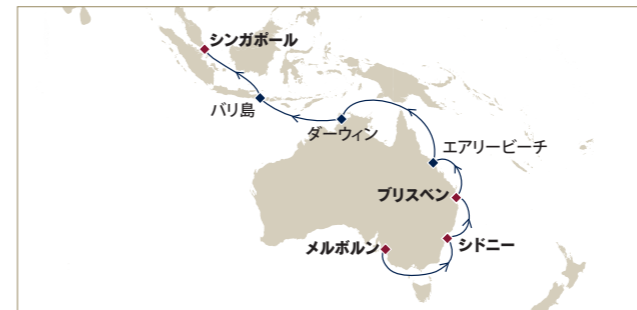 シンガポール
バリ島
ダーウィン
エアリービーチ
ブリスベン
メルボルン
シドニー